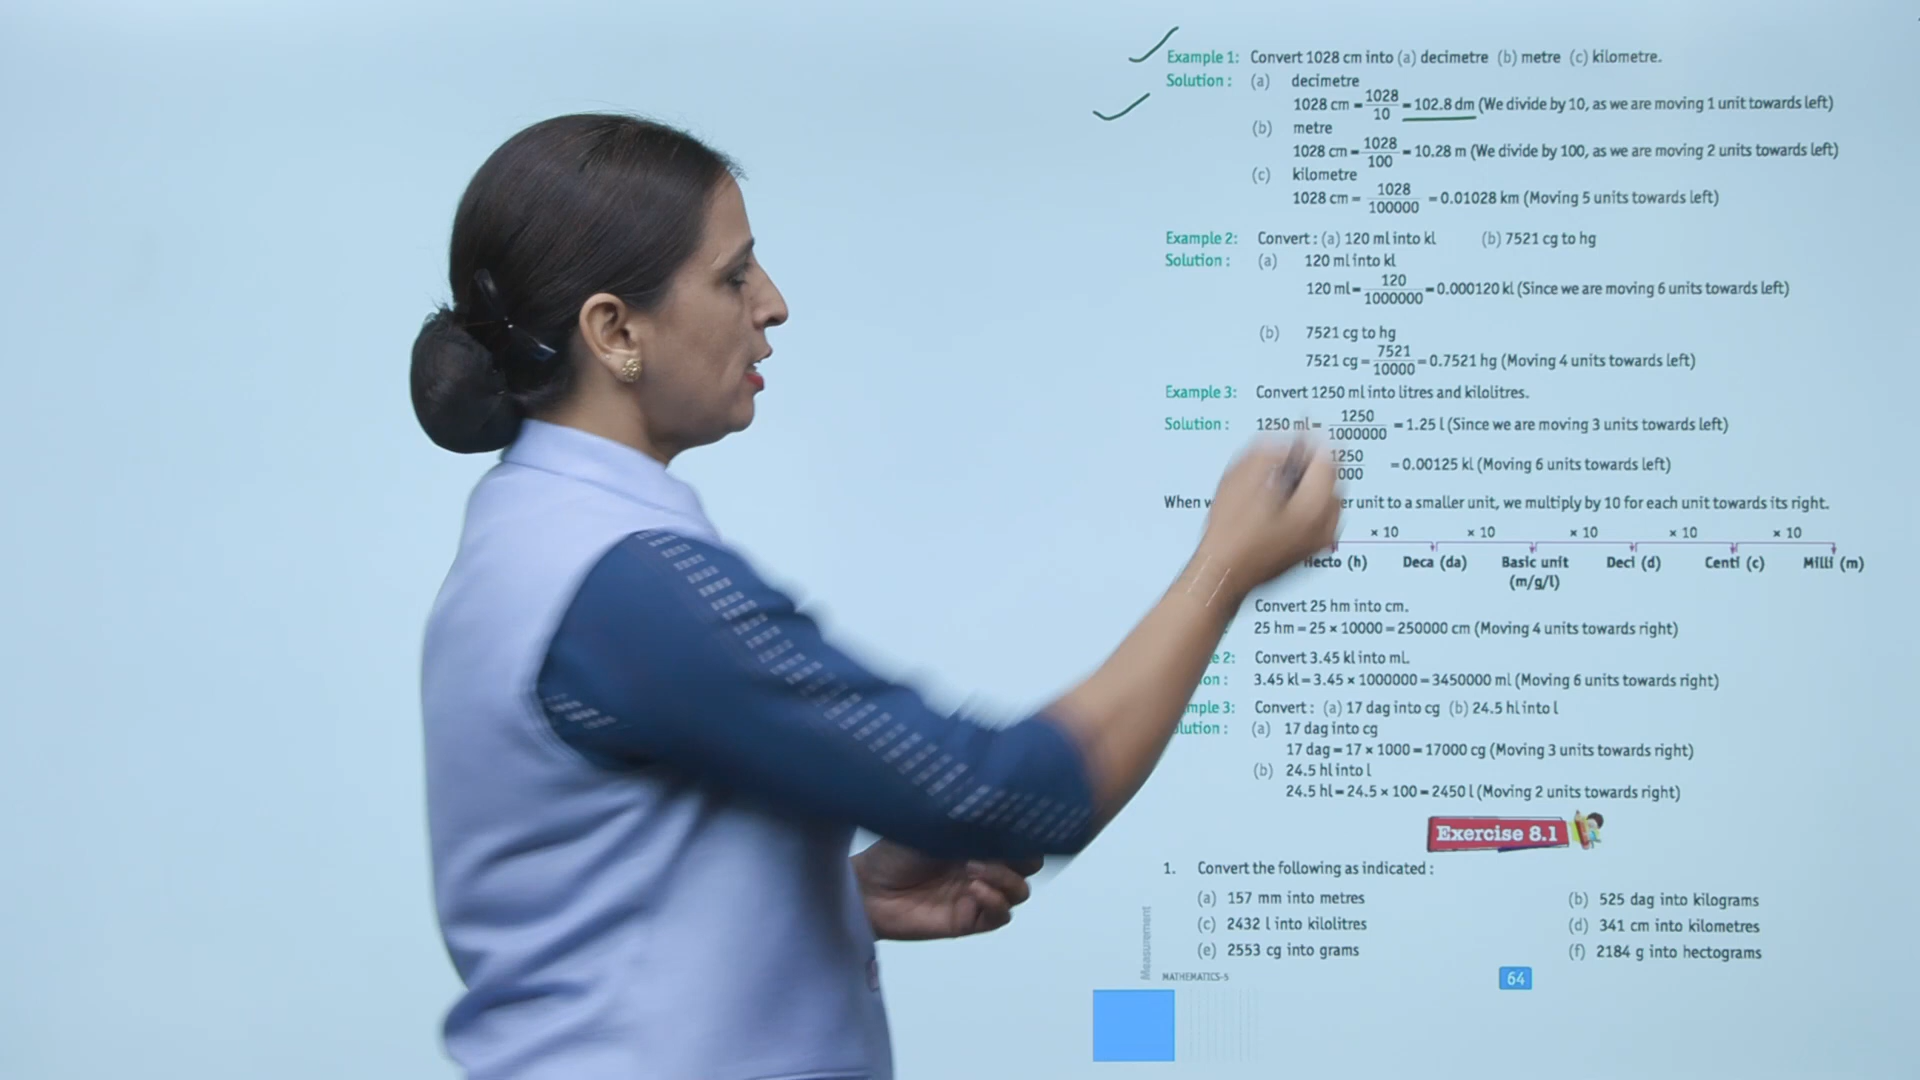 Example 1: Convert 1028 cm into (a) decimetre (b) metre (c) kilometre.
Solution : (a) decimetre
1028 cm = 1028/10 = 102.8 dm (We divide by 10, as we are moving 1 unit towards left)
(b) metre
1028 cm = 1028/100 = 10.28 m (We divide by 100, as we are moving 2 units towards left)
(c) kilometre
1028 cm = 1028/100000 = 0.01028 km (Moving 5 units towards left)
Example 2: Convert : (a) 120 ml into kl (b) 7521 cg to hg
Solution : (a) 120 ml into kl
120 ml = 120/1000000 = 0.000120 kl (Since we are moving 6 units towards left)
(b) 7521 cg to hg
7521 cg = 7521/10000 = 0.7521 hg (Moving 4 units towards left)
Example 3: Convert 1250 ml into litres and kilolitres.
Solution : 1250 ml = 1250/1000000 = 1.25 l (Since we are moving 3 units towards left)
1250/000 = 0.00125 kl (Moving 6 units towards left)
When er unit to a smaller unit, we multiply by 10 for each unit towards its right.
× 10 × 10 × 10 × 10 × 10
Hecto (h) Deca (da) Basic unit (m/g/l) Deci (d) Centi (c) Milli (m)
Convert 25 hm into cm.
25 hm = 25 × 10000 = 250000 cm (Moving 4 units towards right)
e 2: Convert 3.45 kl into mL.
on : 3.45 kl = 3.45 × 1000000 = 3450000 ml (Moving 6 units towards right)
mple 3: Convert : (a) 17 dag into cg (b) 24.5 hl into l
lution : (a) 17 dag into cg
17 dag = 17 × 1000 = 17000 cg (Moving 3 units towards right)
(b) 24.5 hl into l
24.5 hl = 24.5 × 100 = 2450 l (Moving 2 units towards right)
Exercise 8.1
1. Convert the following as indicated :
(a) 157 mm into metres (b) 525 dag into kilograms
(c) 2432 l into kilolitres (d) 341 cm into kilometres
(e) 2553 cg into grams (f) 2184 g into hectograms
Measurement
MATHEMATICS-5 64